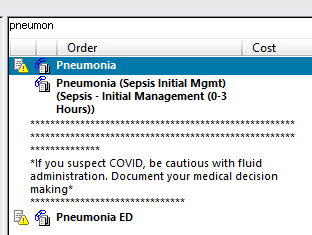 pneumon
Order Cost
Pneumonia
Pneumonia (Sepsis Initial Mgmt)
(Sepsis - Initial Management (0-3
Hours))
*****************************************************
*****************************************************
**************
*If you suspect COVID, be cautious with fluid
administration. Document your medical decision
making*
*******************************
Pneumonia ED